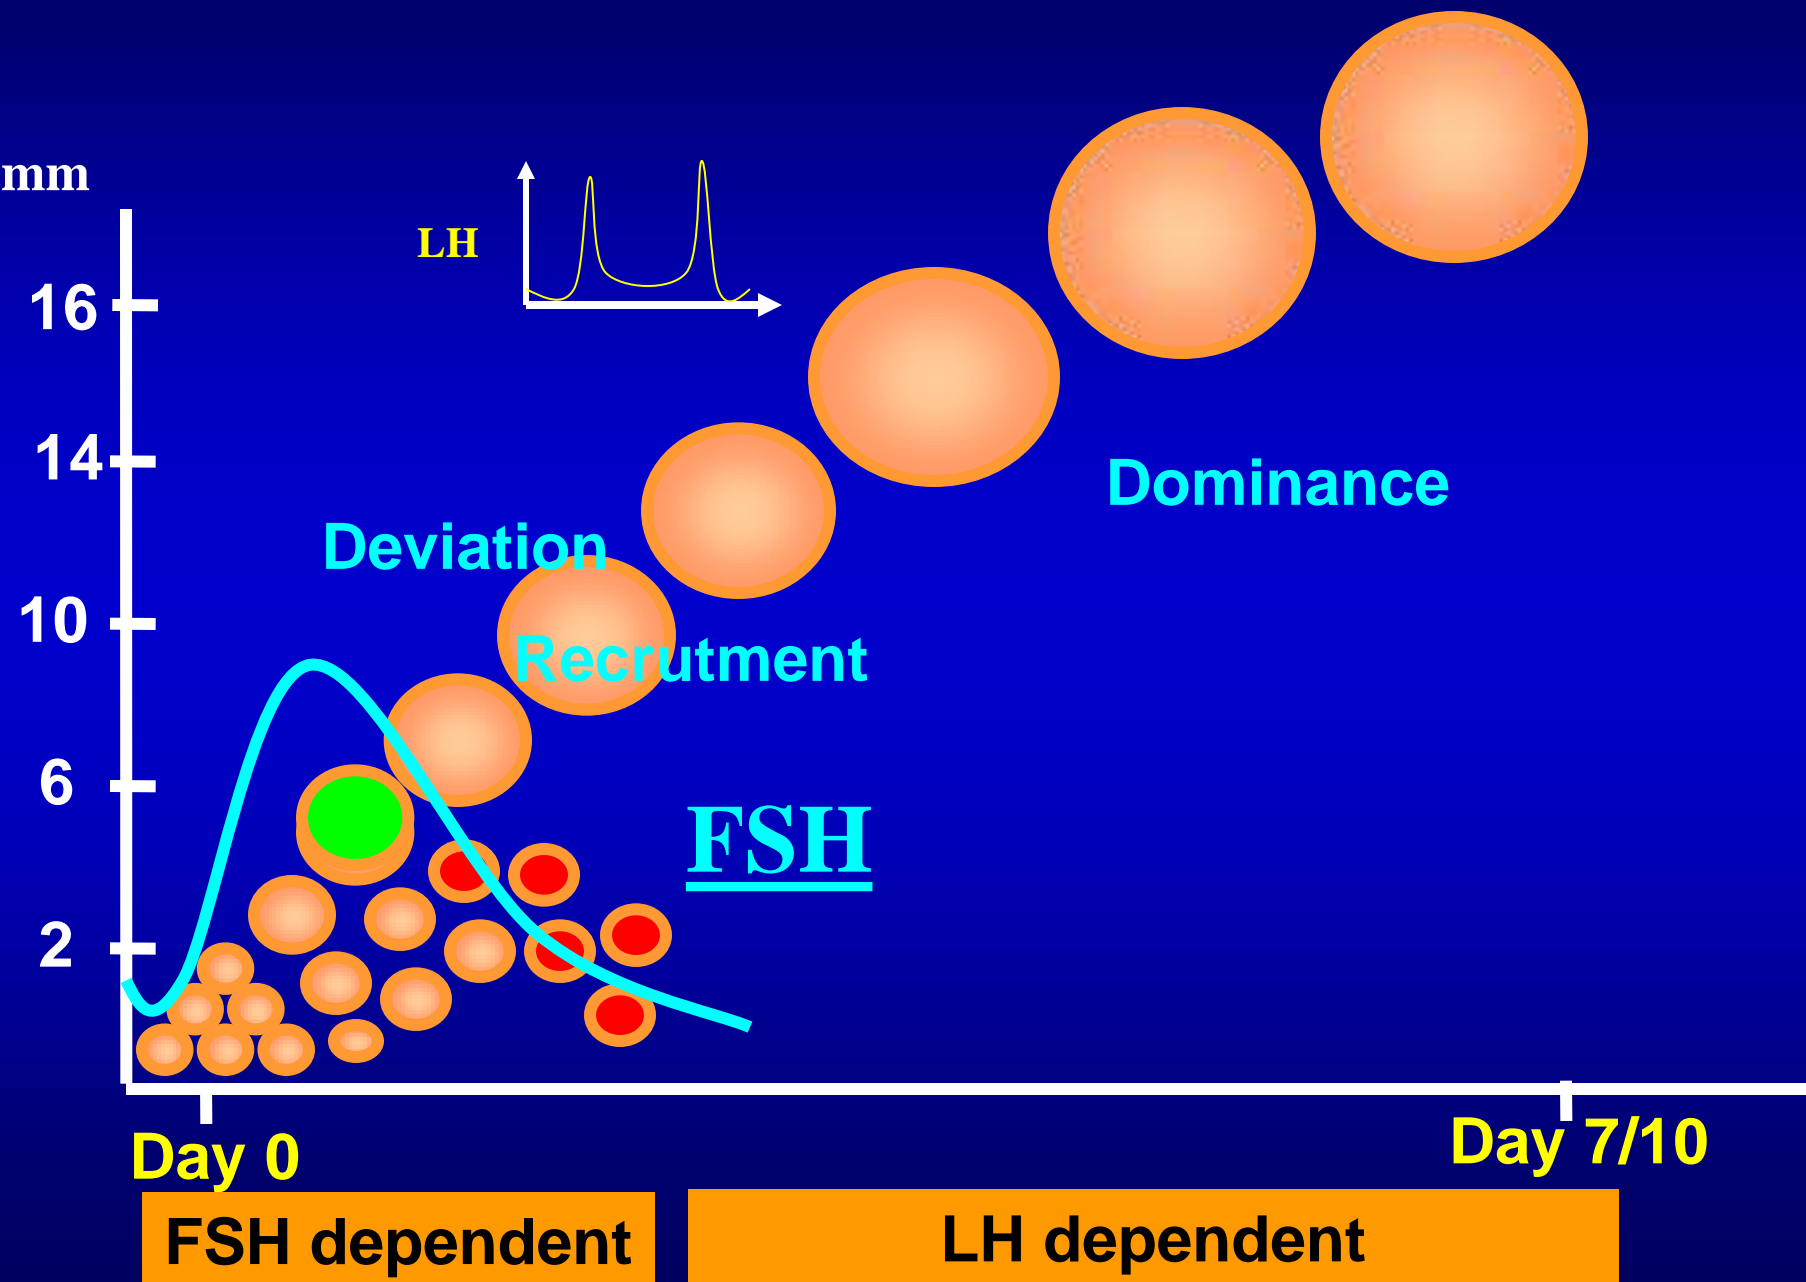 mm
LH
16
14
Dominance
Deviation
10
Recrutment
6
FSH
2
Day 0
Day 7/10
FSH dependent
LH dependent